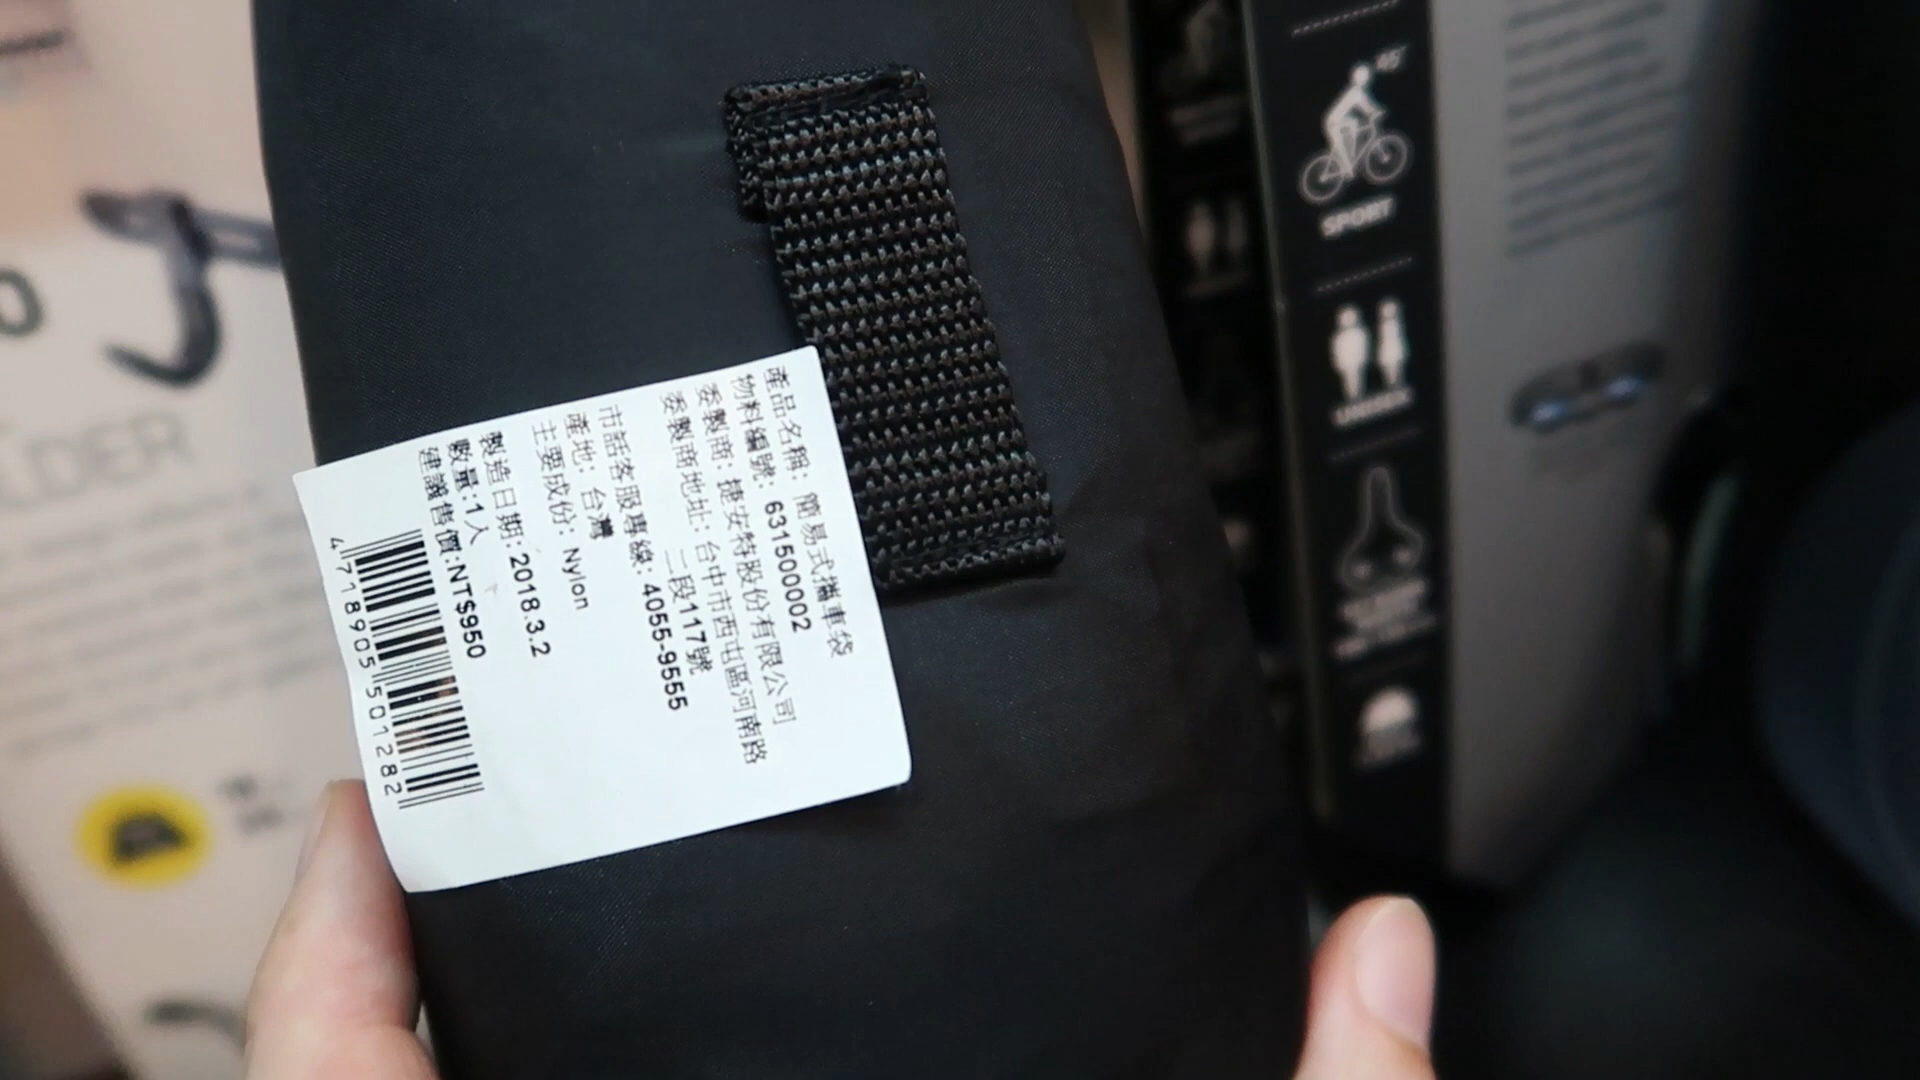 產品名稱: 簡易式攜車袋
物料編號: 631500002
委製商: 捷安特股份有限公司
委製商地址: 台中市西屯區河南路
二段117號
市話客服專線: 4055-9555
產地: 台灣
主要成份: Nylon
製造日期: 2018.3.2
數量:1入
建議售價:NT$950
4718905501282
45°
SPORT
UNISEX
LDER